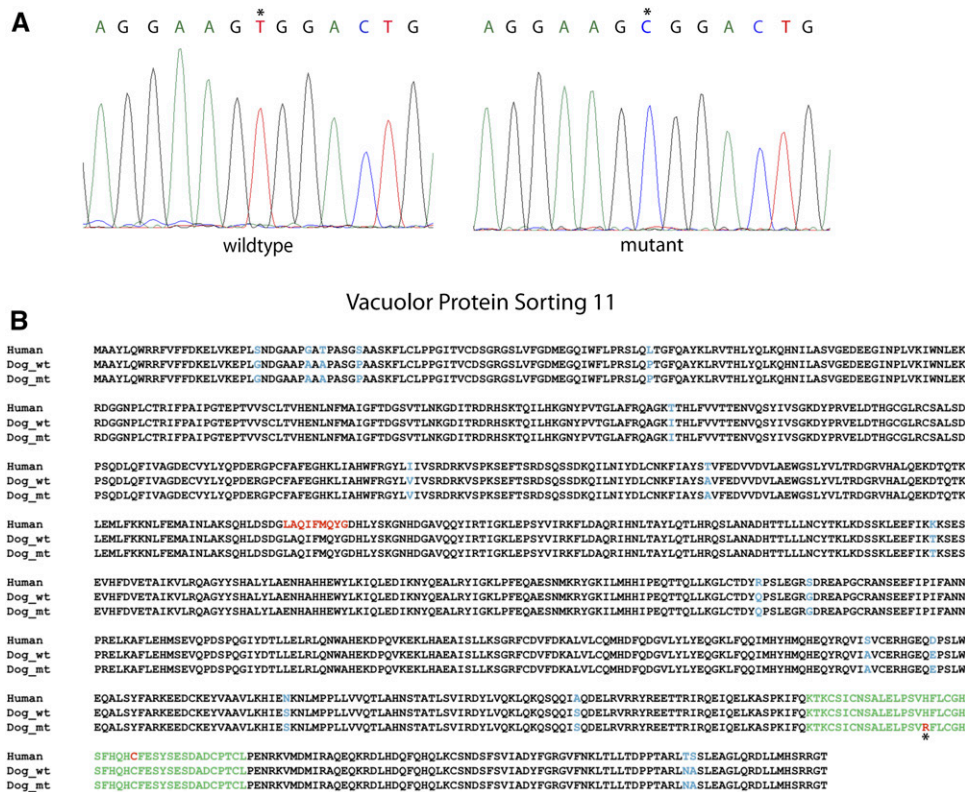 A
*
A G G A A G T G G A C T G
wildtype
*
A G G A A G C G G A C T G
mutant
Vacuolor Protein Sorting 11
B
Human MAAYLQWRRFVFFDKELVKEPLSNDGAAPGATPASGSAASKFLCLPPGITVCDSGRGSLVFGDMEGQIWFLPRSLQLTGFQAYKLRVTHLYQLKQHNILASVGEDEEGINPLVKIWNLEK
Dog_wt MAAYLQWRRFVFFDKELVKEPLGNDGAAPAAAPASGPAASKFLCLPPGITVCDSGRGSLVFGDMEGQIWFLPRSLQPTGFQAYKLRVTHLYQLKQHNILASVGEDEEGINPLVKIWNLEK
Dog_mt MAAYLQWRRFVFFDKELVKEPLGNDGAAPAAAPASGPAASKFLCLPPGITVCDSGRGSLVFGDMEGQIWFLPRSLQPTGFQAYKLRVTHLYQLKQHNILASVGEDEEGINPLVKIWNLEK
Human RDGGNPLCTRIFPAIPGTEPTVVSCLTVHENLNFMAIGFTDGSVTLNKGDITRDRHSKTQILHKGNYPVTGLAFRQAGKTTHLFVVTTENVQSYIVSGKDYPRVELDTHGCGLRCSALSD
Dog_wt RDGGNPLCTRIFPAIPGTEPTVVSCLTVHENLNFMAIGFTDGSVTLNKGDITRDRHSKTQILHKGNYPVTGLAFRQAGKITHLFVVTTENVQSYIVSGKDYPRVELDTHGCGLRCSALSD
Dog_mt RDGGNPLCTRIFPAIPGTEPTVVSCLTVHENLNFMAIGFTDGSVTLNKGDITRDRHSKTQILHKGNYPVTGLAFRQAGKITHLFVVTTENVQSYIVSGKDYPRVELDTHGCGLRCSALSD
Human PSQDLQFIVAGDECVYLYQPDERGPCFAFEGHKLIAHWFRGYLIIVSRDRKVSPKSEFTSRDSQSSDKQILNIYDLCNKFIAYSTVFEDVVDVLAEWGSLYVLTRDGRVHALQEKDTQTK
Dog_wt PSQDLQFIVAGDECVYLYQPDERGPCFAFEGHKLIAHWFRGYLVIVSRDRKVSPKSEFTSRDSQSSDKQILNIYDLCNKFIAYSAVFEDVVDVLAEWGSLYVLTRDGRVHALQEKDTQTK
Dog_mt PSQDLQFIVAGDECVYLYQPDERGPCFAFEGHKLIAHWFRGYLVIVSRDRKVSPKSEFTSRDSQSSDKQILNIYDLCNKFIAYSAVFEDVVDVLAEWGSLYVLTRDGRVHALQEKDTQTK
Human LEMLFKKNLFEMAINLAKSQHLDSDGLAQIFMQYGDHLYSKGNHDGAVQQYIRTIGKLEPSYVIRKFLDAQRIHNLTAYLQTLHRQSLANADHTTLLLNCYTKLKDSSKLEEFIKKKSES
Dog_wt LEMLFKKNLFEMAINLAKSQHLDSDGLAQIFMQYGDHLYSKGNHDGAVQQYIRTIGKLEPSYVIRKFLDAQRIHNLTAYLQTLHRQSLANADHTTLLLNCYTKLKDSSKLEEFIKTKSES
Dog_mt LEMLFKKNLFEMAINLAKSQHLDSDGLAQIFMQYGDHLYSKGNHDGAVQQYIRTIGKLEPSYVIRKFLDAQRIHNLTAYLQTLHRQSLANADHTTLLLNCYTKLKDSSKLEEFIKTKSES
Human EVHFDVETAIKVLRQAGYYSHALYLAENHAHHEWYLKIQLEDIKNYQEALRYIGKLPFEQAESNMKRYGKILMHHIPEQTTQLLKGLCTDYRPSLEGRSDREAPGCRANSEEFIPIFANN
Dog_wt EVHFDVETAIKVLRQAGYYSHALYLAENHAHHEWYLKIQLEDIKNYQEALRYIGKLPFEQAESNMKRYGKILMHHIPEQTTQLLKGLCTDYQPSLEGRGDREAPGCRANSEEFIPIFANN
Dog_mt EVHFDVETAIKVLRQAGYYSHALYLAENHAHHEWYLKIQLEDIKNYQEALRYIGKLPFEQAESNMKRYGKILMHHIPEQTTQLLKGLCTDYQPSLEGRGDREAPGCRANSEEFIPIFANN
Human PRELKAFLEHMSEVQPDSPQGIYDTLLELRLQNWAHEKDPQVKEKLHAEAISLLKSGRFCDVFDKALVLCQMHDFQDGVLYLYEQGKLFQQIMHYHMQHEQYRQVISVCERHGEQDPSLW
Dog_wt PRELKAFLEHMSEVQPDSPQGIYDTLLELRLQNWAHEKDPQVKEKLHAEAISLLKSGRFCDVFDKALVLCQMHDFQDGVLYLYEQGKLFQQIMHYHMQHEQYRQVIAVCERHGEQEPSLW
Dog_mt PRELKAFLEHMSEVQPDSPQGIYDTLLELRLQNWAHEKDPQVKEKLHAEAISLLKSGRFCDVFDKALVLCQMHDFQDGVLYLYEQGKLFQQIMHYHMQHEQYRQVIAVCERHGEQEPSLW
Human EQALSYFARKEEDCKEYVAAVLKHIENKNLMPPLLVVQTLAHNSTATLSVIRDYLVQKLQKQSQQIAQDELRVRRYREETTRIRQEIQELKASPKIFQKTKCSICNSALELPSVHFLCGH
Dog_wt EQALSYFARKEEDCKEYVAAVLKHIESKNLMPPLLVVQTLAHNSTATLSVIRDYLVQKLQKQSQQISQDELRVRRYREETTRIRQEIQELKASPKIFQKTKCSICNSALELPSVHFLCGH
Dog_mt EQALSYFARKEEDCKEYVAAVLKHIESKNLMPPLLVVQTLAHNSTATLSVIRDYLVQKLQKQSQQISQDELRVRRYREETTRIRQEIQELKASPKIFQKTKCSICNSALELPSVRFLCGH
*
Human SFHQHCFESYSESDADCPTCLPENRKVMDMIRAQEQKRDLHDQFQHQLKCSNDSFSVIADYFGRGVFNKLTLLTDPPTARLTSSLEAGLQRDLLMHSRRGT
Dog_wt SFHQHCFESYSESDADCPTCLPENRKVMDMIRAQEQKRDLHDQFQHQLKCSNDSFSVIADYFGRGVFNKLTLLTDPPTARLNASLEAGLQRDLLMHSRRGT
Dog_mt SFHQHCFESYSESDADCPTCLPENRKVMDMIRAQEQKRDLHDQFQHQLKCSNDSFSVIADYFGRGVFNKLTLLTDPPTARLNASLEAGLQRDLLMHSRRGT